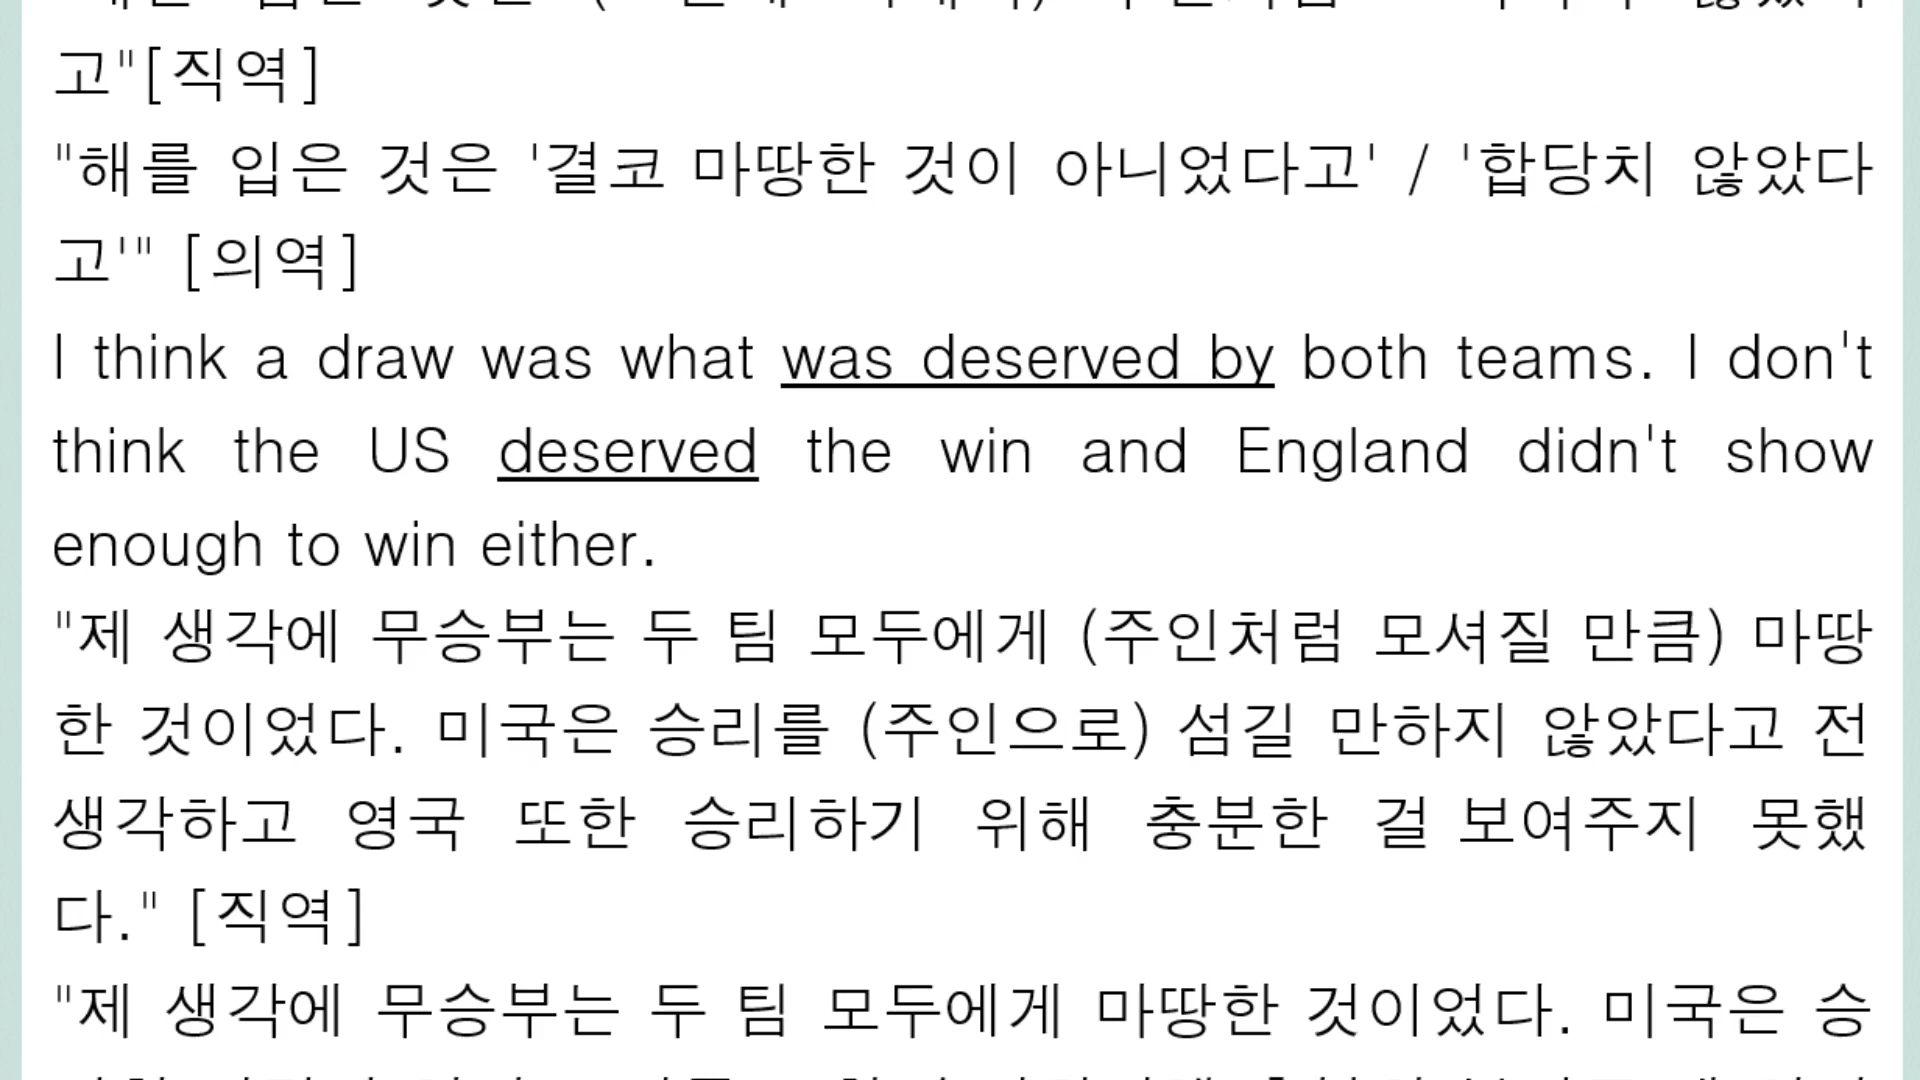 고"[직역]
"해를 입은 것은 '결코 마땅한 것이 아니었다고' / '합당치 않았다
고'" [의역]
I think a draw was what was deserved by both teams. I don't
think the US deserved the win and England didn't show
enough to win either.
"제 생각에 무승부는 두 팀 모두에게 (주인처럼 모셔질 만큼) 마땅
한 것이었다. 미국은 승리를 (주인으로) 섬길 만하지 않았다고 전
생각하고 영국 또한 승리하기 위해 충분한 걸 보여주지 못했
다." [직역]
"제 생각에 무승부는 두 팀 모두에게 마땅한 것이었다. 미국은 승